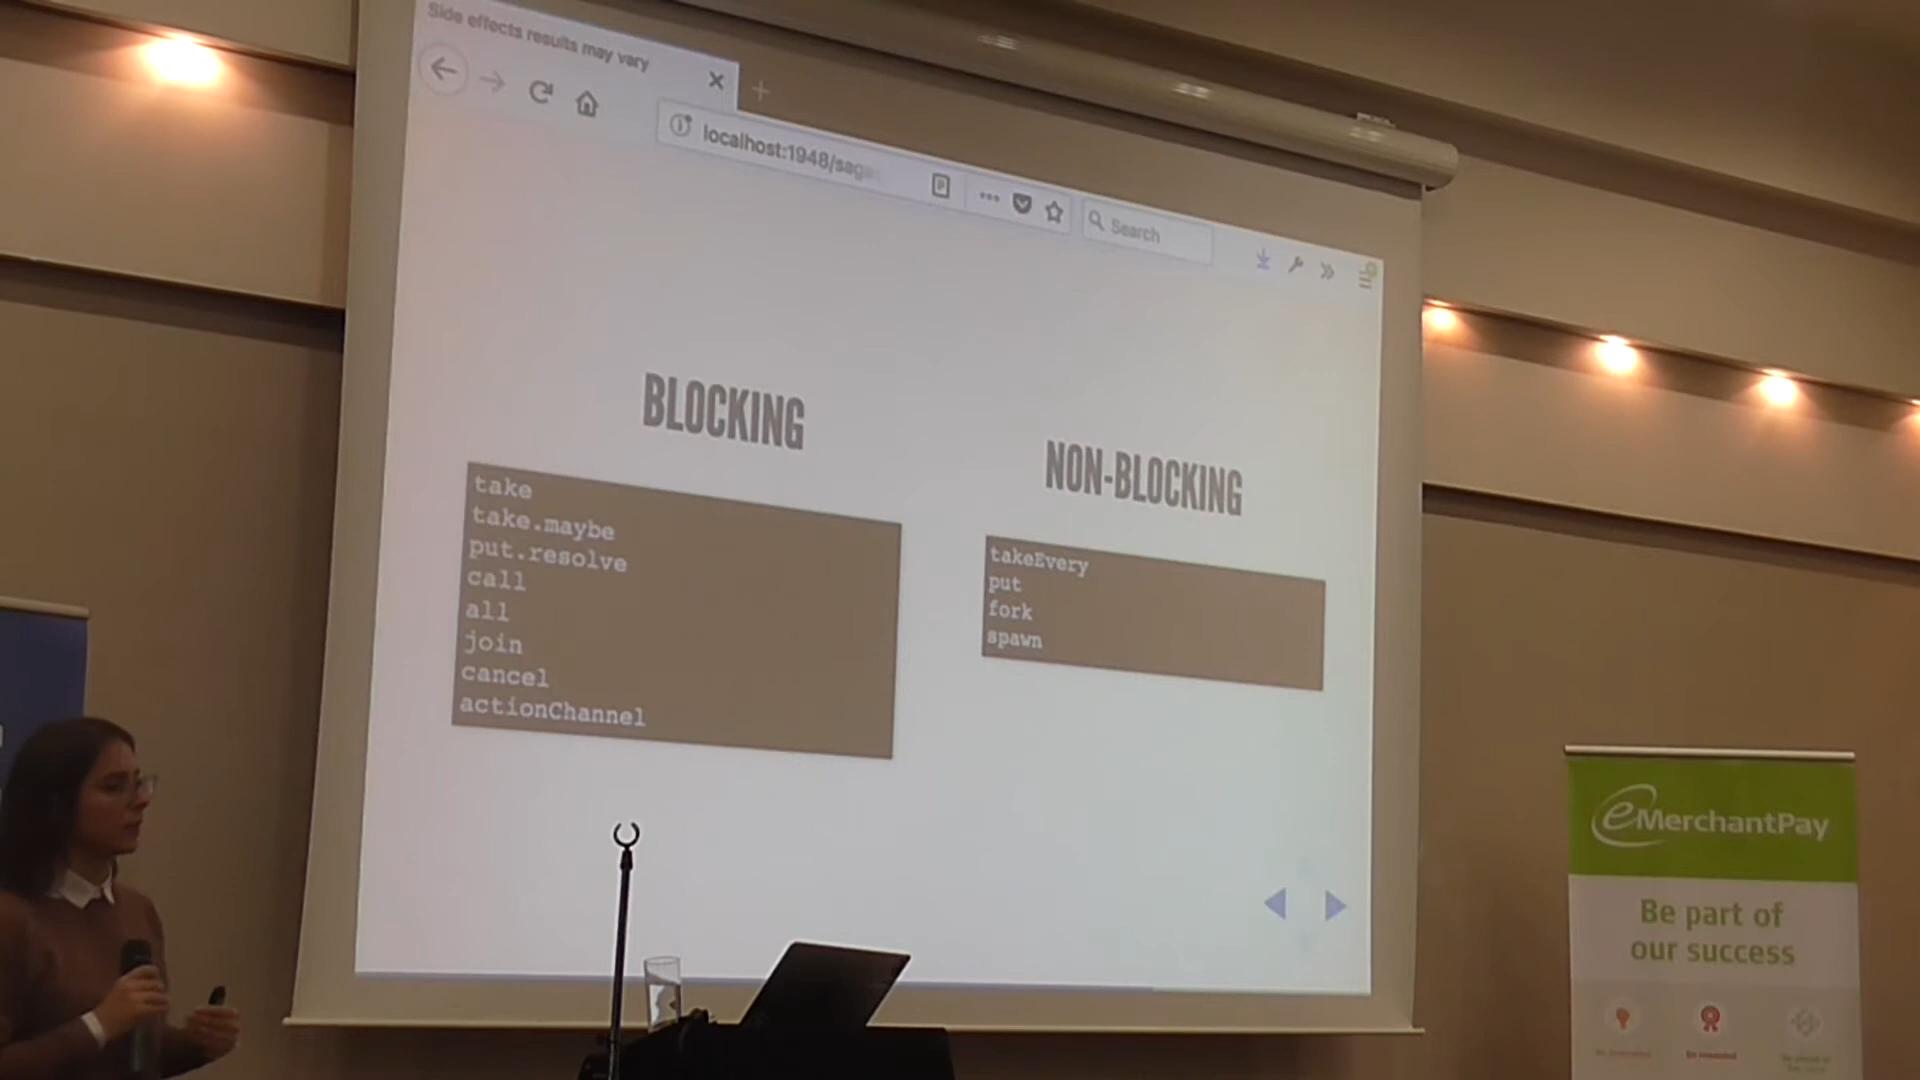 Side effects results may vary
localhost:1948/saga
Search
BLOCKING
take
take.maybe
put.resolve
call
all
join
cancel
actionChannel
NON-BLOCKING
takeEvery
put
fork
spawn
eMerchantPay
Be part of
our success